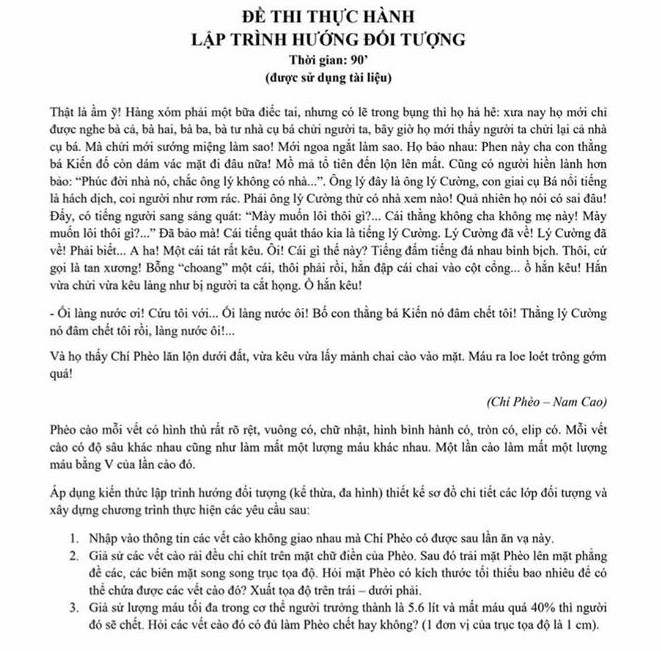 ĐỀ THI THỰC HÀNH
LẬP TRÌNH HƯỚNG ĐỐI TƯỢNG
Thời gian: 90’
(được sử dụng tài liệu)
Thật là ầm ỹ! Hàng xóm phải một bữa điếc tai, nhưng có lẽ trong bụng thì họ hả hê: xưa nay họ mới chỉ
được nghe bà cả, bà hai, bà ba, bà tư nhà cụ bá chửi người ta, bây giờ họ mới thấy người ta chửi lại cả nhà
cụ bá. Mà chửi mới sướng miệng làm sao! Mới ngoa ngắt làm sao. Họ bảo nhau: Phen này cha con thằng
bá Kiến đố còn dám vác mặt đi đâu nữa! Mồ mả tổ tiên đến lộn lên mất. Cũng có người hiền lành hơn
bảo: “Phúc đời nhà nó, chắc ông lý không có nhà...”. Ông lý đây là ông lý Cường, con giai cụ Bá nổi tiếng
là hách dịch, coi người như rơm rác. Phải ông lý Cường thử có nhà xem nào! Quả nhiên họ nói có sai đâu!
Đấy, có tiếng người sang sảng quát: “Mày muốn lôi thôi gì?... Cái thằng không cha không mẹ này! Mày
muốn lôi thôi gì?...” Đã bảo mà! Cái tiếng quát tháo kia là tiếng lý Cường. Lý Cường đã về! Lý Cường đã
về! Phải biết... A ha! Một cái tát rất kêu. Ôi! Cái gì thế này? Tiếng đấm tiếng đá nhau bình bịch. Thôi, cứ
gọi là tan xương! Bỗng “choang” một cái, thôi phải rồi, hắn đập cái chai vào cột cổng... ồ hắn kêu! Hắn
vừa chửi vừa kêu làng như bị người ta cắt họng. Ồ hắn kêu!
- Ối làng nước ơi! Cứu tôi với... Ối làng nước ôi! Bố con thằng bá Kiến nó đâm chết tôi! Thằng lý Cường
nó đâm chết tôi rồi, làng nước ôi!...
Và họ thấy Chí Phèo lăn lộn dưới đất, vừa kêu vừa lấy mảnh chai cào vào mặt. Máu ra loe loét trông gớm
quá!
(Chí Phèo – Nam Cao)
Phèo cào mỗi vết có hình thù rất rõ rệt, vuông có, chữ nhật, hình bình hành có, tròn có, elip có. Mỗi vết
cào có độ sâu khác nhau cũng như làm mất một lượng máu khác nhau. Một lần cào làm mất một lượng
máu bằng V của lần cào đó.
Áp dụng kiến thức lập trình hướng đối tượng (kế thừa, đa hình) thiết kế sơ đồ chi tiết các lớp đối tượng và
xây dựng chương trình thực hiện các yêu cầu sau:
1. Nhập vào thông tin các vết cào không giao nhau mà Chí Phèo có được sau lần ăn vạ này.
2. Giả sử các vết cào rải đều chi chít trên mặt chữ điền của Phèo. Sau đó trải mặt Phèo lên mặt phẳng
đề các, các biên mặt song song trục tọa độ. Hỏi mặt Phèo có kích thước tối thiểu bao nhiêu để có
thể chứa được các vết cào đó? Xuất tọa độ trên trái – dưới phải.
3. Giả sử lượng máu tối đa trong cơ thể người trưởng thành là 5.6 lít và mất máu quá 40% thì người
đó sẽ chết. Hỏi các vết cào đó có đủ làm Phèo chết hay không? (1 đơn vị của trục tọa độ là 1 cm).